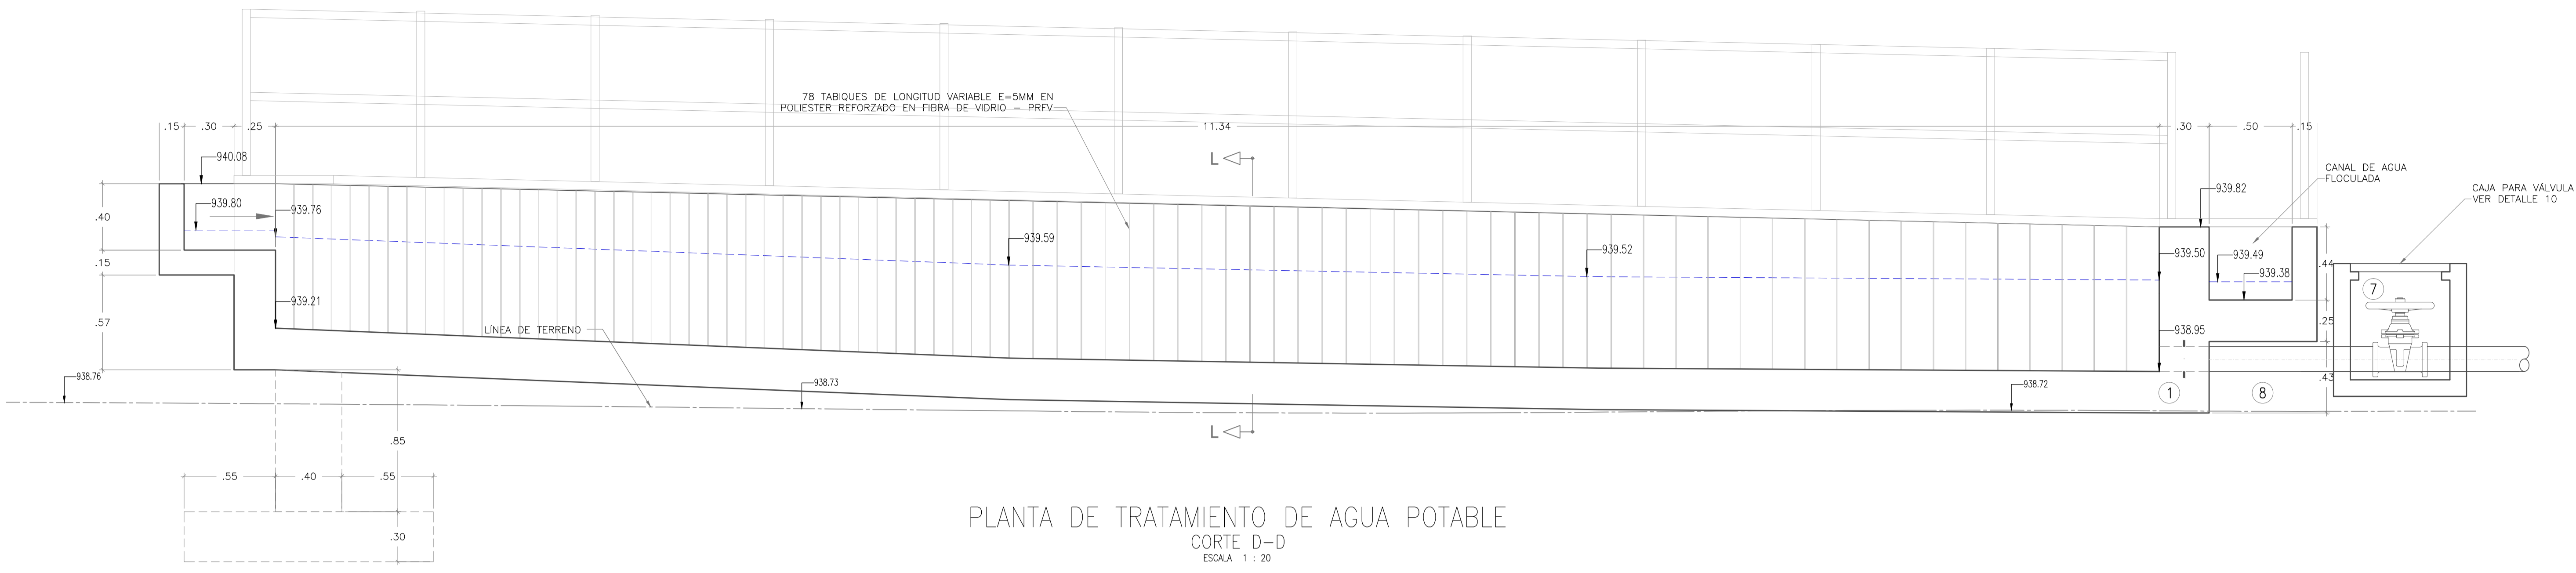 78 TABIQUES DE LONGITUD VARIABLE E=5MM EN
POLIESTER REFORZADO EN FIBRA DE VIDRIO - PRFV
.15
.30
.25
11.34
.30
.50
.15
L
940.08
939.80
939.76
939.59
939.52
939.82
939.50
939.49
939.38
CANAL DE AGUA
FLOCULADA
CAJA PARA VÁLVULA
VER DETALLE 10
.40
.15
.57
939.21
LÍNEA DE TERRENO
938.95
.44
.25
.43
7
1
8
938.76
938.73
938.72
L
.85
.55
.40
.55
.30
PLANTA DE TRATAMIENTO DE AGUA POTABLE
CORTE D-D
ESCALA 1 : 20